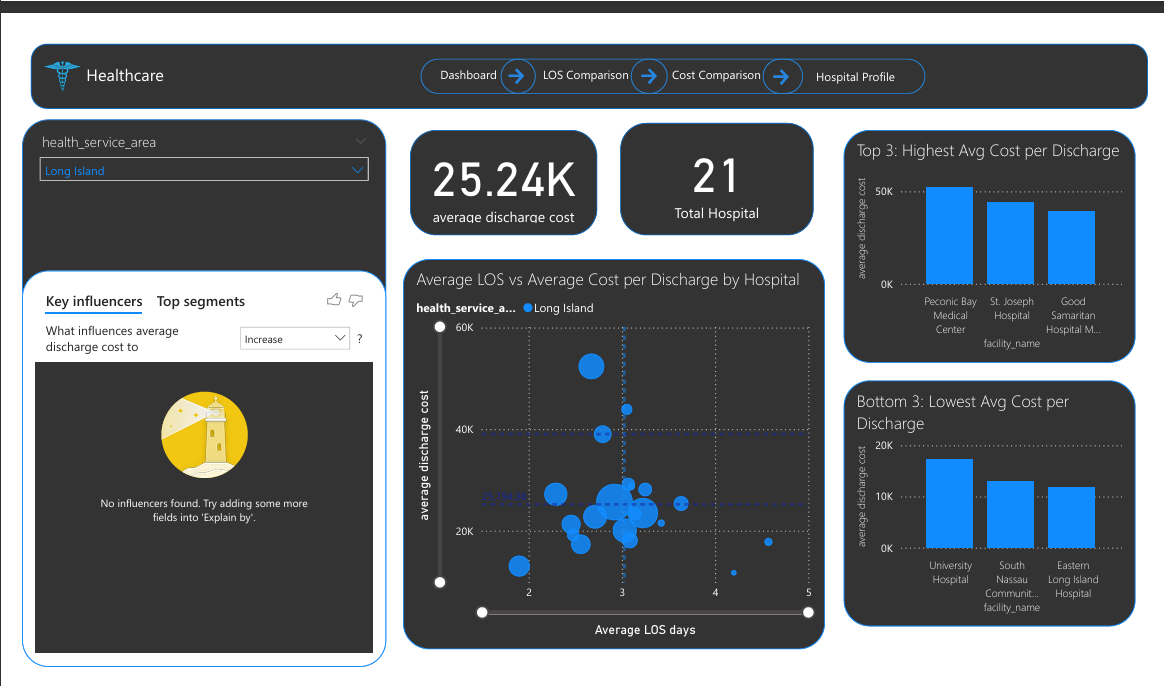 Healthcare
Dashboard
LOS Comparison
Cost Comparison
Hospital Profile
health_service_area
Long Island
Key influencers
Top segments
What influences average
discharge cost to
Increase
?
No influencers found. Try adding some more
fields into 'Explain by'.
25.24K
average discharge cost
21
Total Hospital
Average LOS vs Average Cost per Discharge by Hospital
health_service_a...
Long Island
60K
40K
20K
average discharge cost
2
3
4
5
Average LOS days
Top 3: Highest Avg Cost per Discharge
average discharge cost
50K
0K
Peconic Bay
Medical
Center
St. Joseph
Hospital
Good
Samaritan
Hospital M...
facility_name
Bottom 3: Lowest Avg Cost per
Discharge
average discharge cost
20K
10K
0K
University
Hospital
South
Nassau
Communit...
Eastern
Long Island
Hospital
facility_name